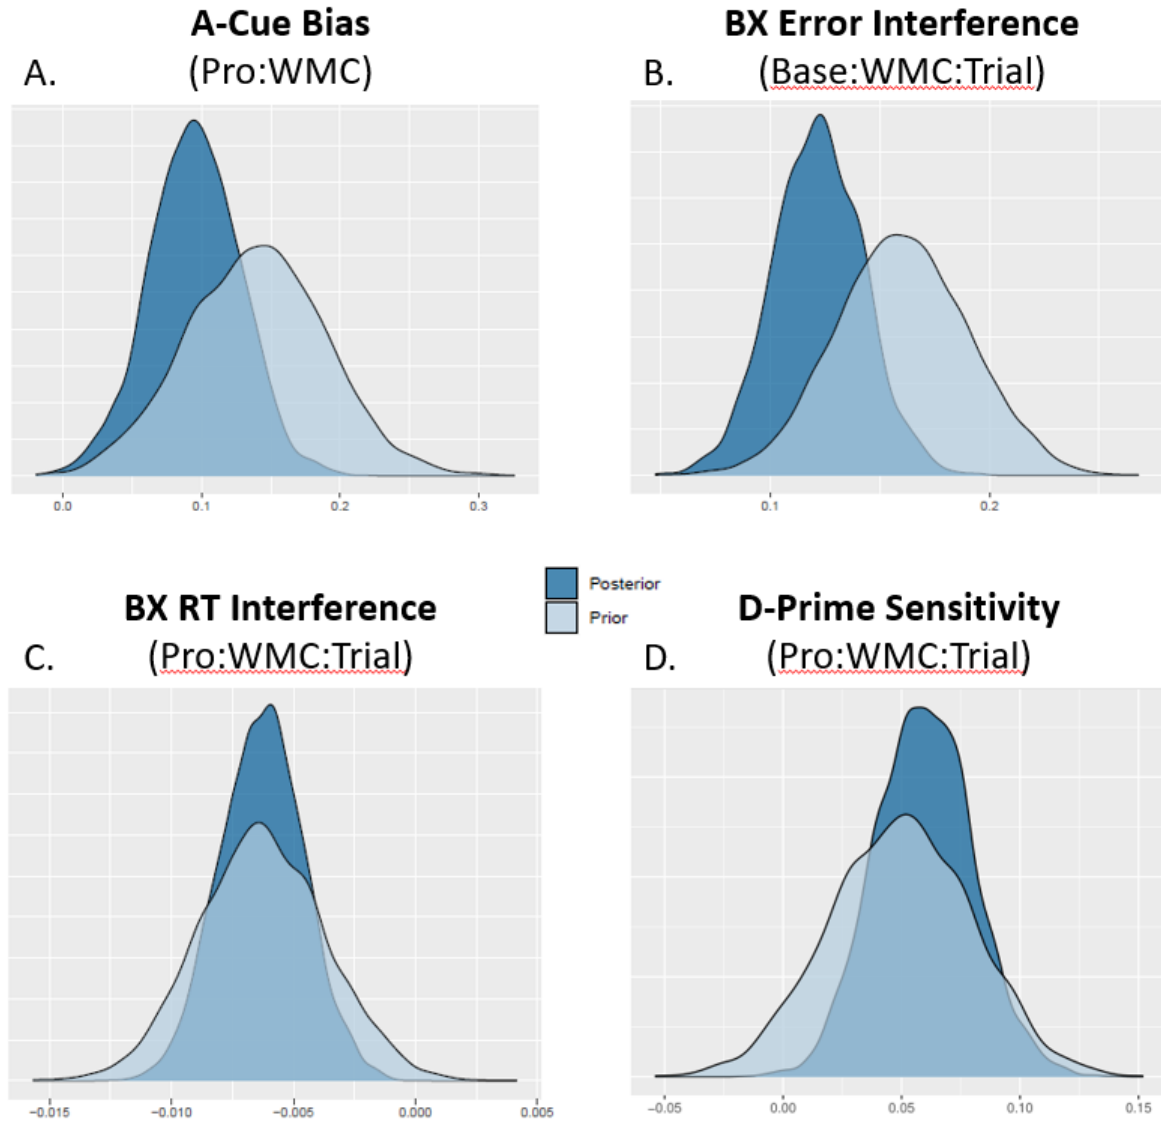 A-Cue Bias
A. (Pro:WMC)
BX Error Interference
B. (Base:WMC:Trial)
0.0 0.1 0.2 0.3
0.1 0.2
Posterior
Prior
BX RT Interference
C. (Pro:WMC:Trial)
D-Prime Sensitivity
D. (Pro:WMC:Trial)
−0.015 −0.010 −0.005 0.000 0.005
−0.05 0.00 0.05 0.10 0.15